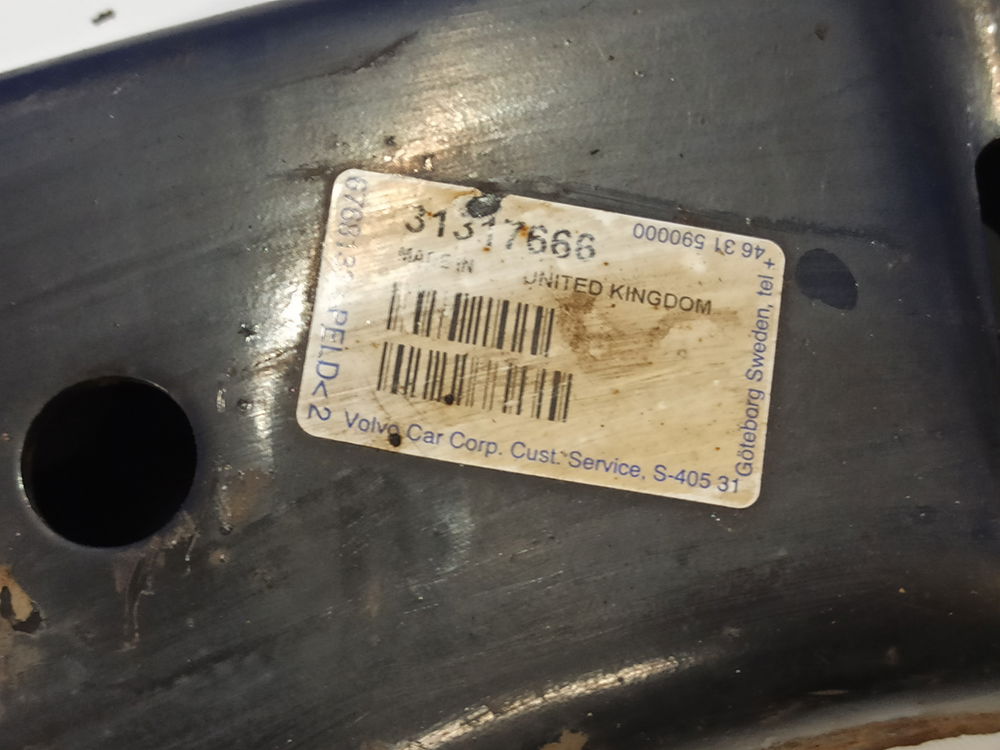 31317666
MADE IN UNITED KINGDOM
Volvo Car Corp. Cust. Service, S-405 31
Göteborg Sweden, tel +
46 31 590000
PELD< 2